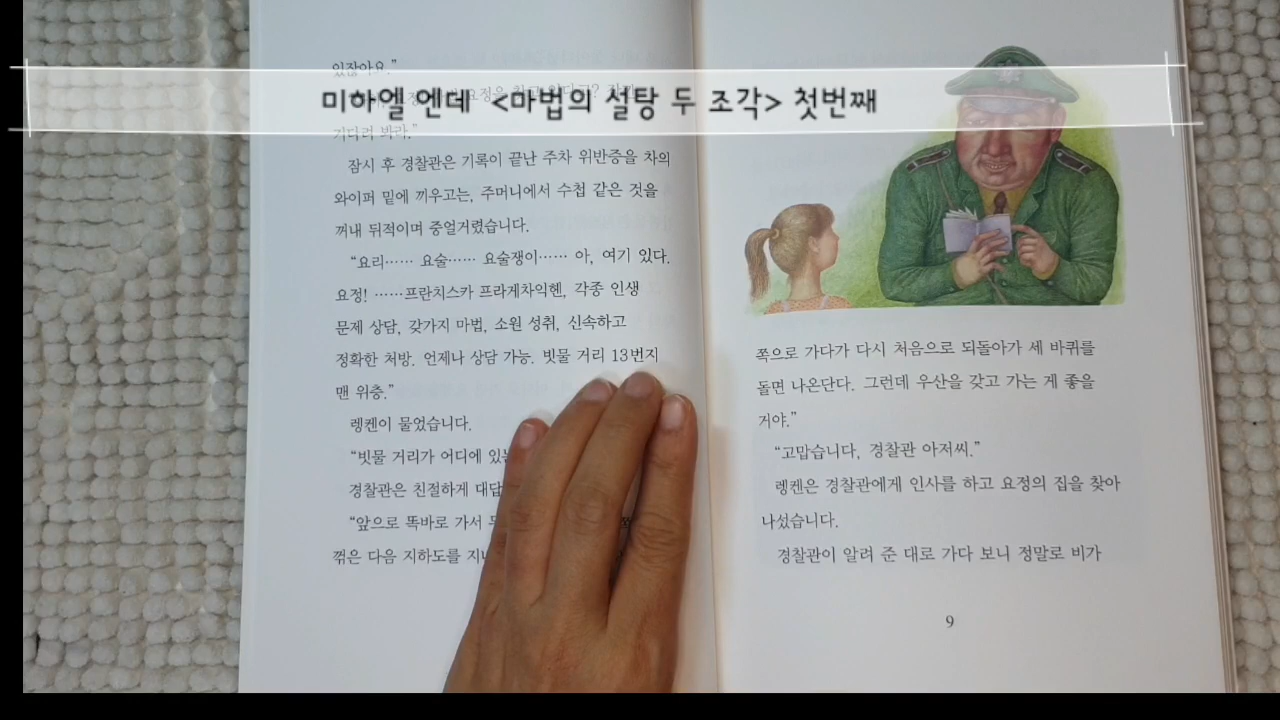 있잖아요.”
미하엘 엔데 <마법의 설탕 두 조각> 첫번째
기다려 봐라.”
잠시 후 경찰관은 기록이 끝난 주차 위반증을 차의
와이퍼 밑에 끼우고는, 주머니에서 수첩 같은 것을
꺼내 뒤적이며 중얼거렸습니다.
“요리…… 요술…… 요술쟁이…… 아, 여기 있다.
요정! ……프란치스카 프라게차익헨, 각종 인생
문제 상담, 갖가지 마법, 소원 성취, 신속하고
정확한 처방. 언제나 상담 가능. 빗물 거리 13번지
맨 위층.”
렝켄이 물었습니다.
“빗물 거리가 어디에
경찰관은 친절하게
“앞으로 똑바로 가서
꺾은 다음 지하도를
쪽으로 가다가 다시 처음으로 되돌아가 세 바퀴를
돌면 나온단다. 그런데 우산을 갖고 가는 게 좋을
거야.”
“고맙습니다, 경찰관 아저씨.”
렝켄은 경찰관에게 인사를 하고 요정의 집을 찾아
나섰습니다.
경찰관이 알려 준 대로 가다 보니 정말로 비가
9